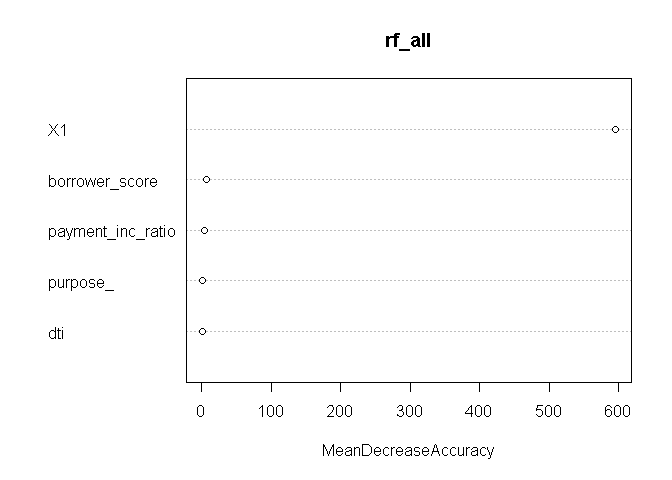 rf_all
X1
borrower_score
payment_inc_ratio
purpose_
dti
0 100 200 300 400 500 600
MeanDecreaseAccuracy